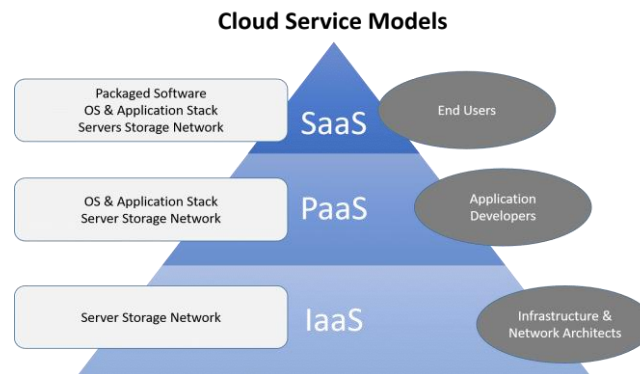 Cloud Service Models
Packaged Software
OS & Application Stack
Servers Storage Network
SaaS
End Users
OS & Application Stack
Server Storage Network
PaaS
Application
Developers
Server Storage Network
IaaS
Infrastructure &
Network Architects